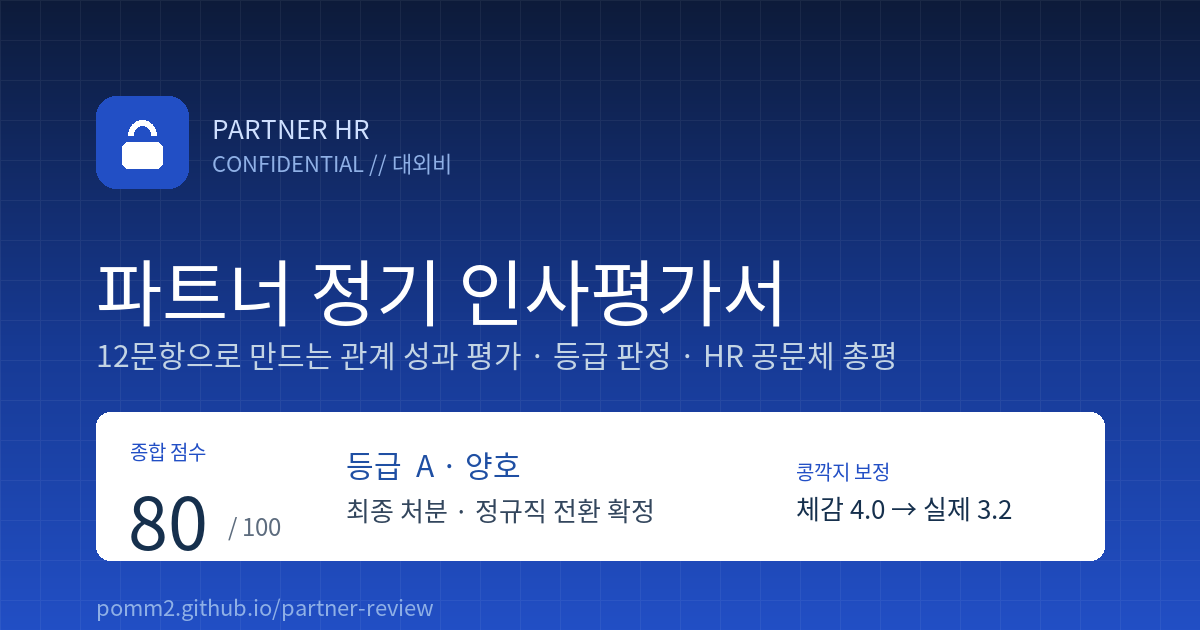 PARTNER HR
CONFIDENTIAL // 대외비
파트너 정기 인사평가서
12문항으로 만드는 관계 성과 평가 · 등급 판정 · HR 공문체 총평
종합 점수
80 / 100
등급 A · 양호
최종 처분 · 정규직 전환 확정
콩깍지 보정
체감 4.0 → 실제 3.2
pomm2.github.io/partner-review